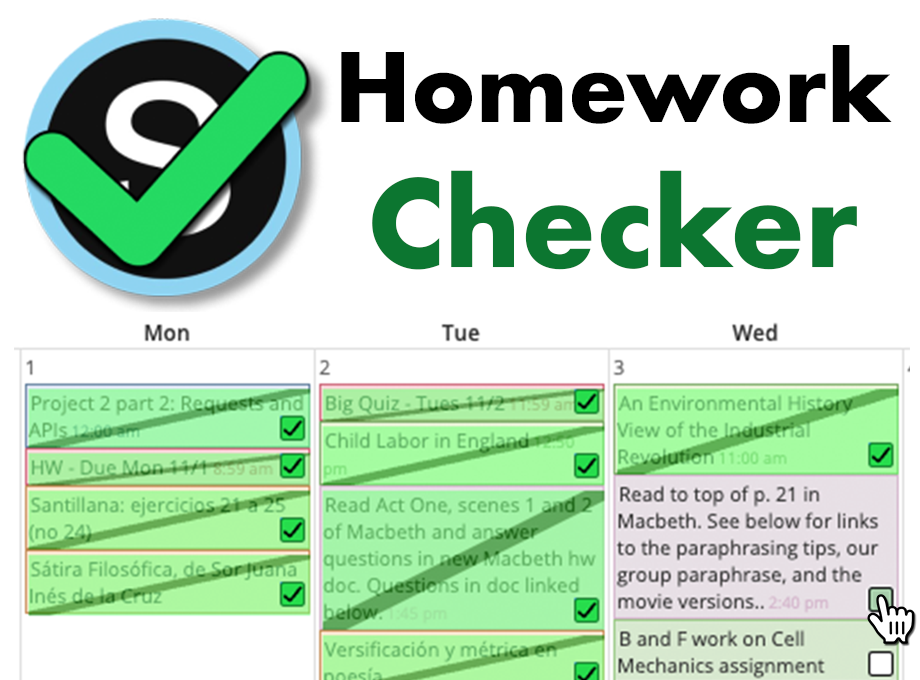 S
Homework
Checker
Mon
Tue
Wed
1
Project 2 part 2: Requests and
APIs 12:00 am
HW - Due Mon 11/1 8:59 am
Santillana: ejercicios 21 a 25
(no 24)
Sátira Filosófica, de Sor Juana
Inés de la Cruz
2
Big Quiz - Tues 11/2 11:59 am
Child Labor in England 12:30
pm
Read Act One, scenes 1 and 2
of Macbeth and answer
questions in new Macbeth hw
doc. Questions in doc linked
below. 1:45 pm
Versificación y métrica en
poesía
3
An Environmental History
View of the Industrial
Revolution 11:00 am
Read to top of p. 21 in
Macbeth. See below for links
to the paraphrasing tips, our
group paraphrase, and the
movie versions.. 2:40 pm
B and F work on Cell
Mechanics assignment